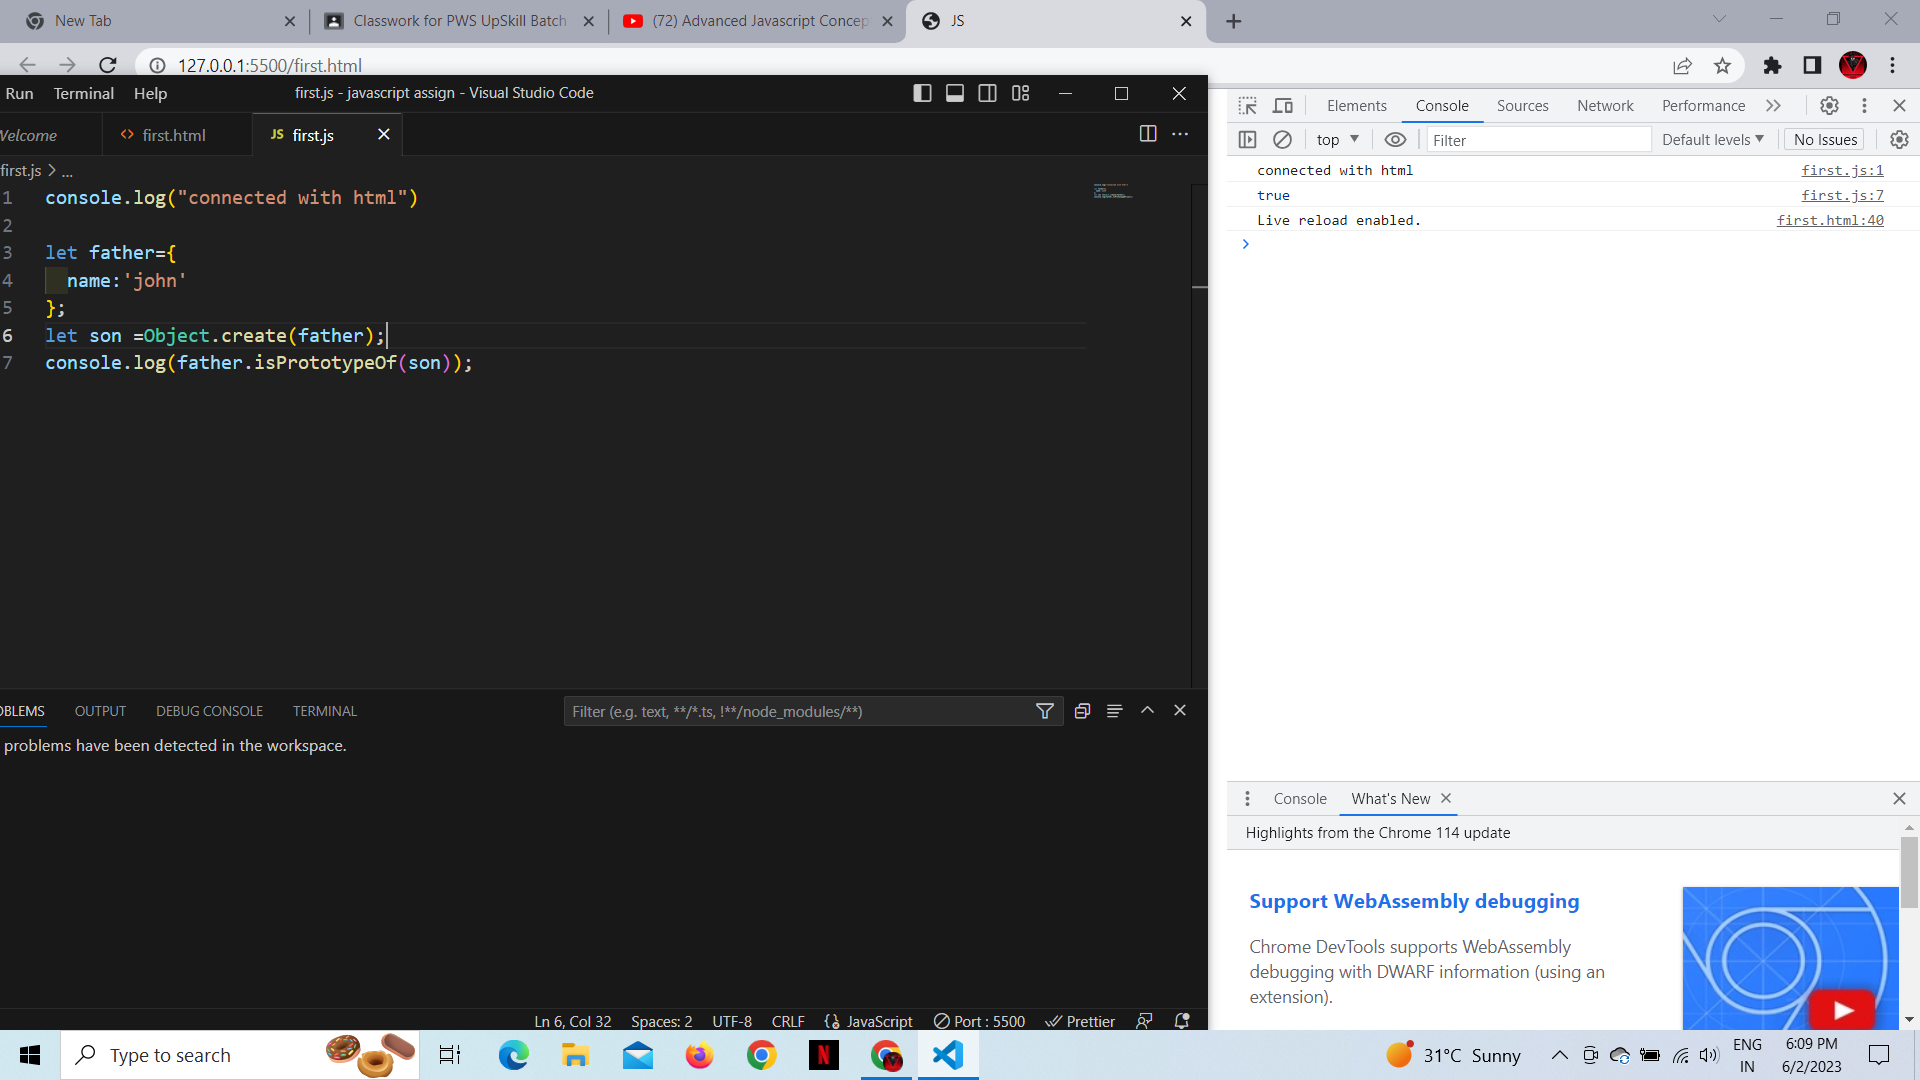 New Tab
Classwork for PWS UpSkill Batch
(72) Advanced Javascript Concep
JS
127.0.0.1:5500/first.html
Run Terminal Help
first.js - javascript assign - Visual Studio Code
Welcome
first.html
JS first.js
first.js > ...
1 console.log("connected with html")
2
3 let father={
4 name:'john'
5 };
6 let son =Object.create(father);
7 console.log(father.isPrototypeOf(son));
OBLEMS OUTPUT DEBUG CONSOLE TERMINAL
Filter (e.g. text, **/*.ts, !**/node_modules/**)
problems have been detected in the workspace.
Ln 6, Col 32 Spaces: 2 UTF-8 CRLF JavaScript Port : 5500 Prettier
Elements Console Sources Network Performance
top Filter Default levels No Issues
connected with html first.js:1
true first.js:7
Live reload enabled. first.html:40
Console What's New
Highlights from the Chrome 114 update
Support WebAssembly debugging
Chrome DevTools supports WebAssembly
debugging with DWARF information (using an
extension).
Type to search
N
31°C Sunny
ENG
IN
6:09 PM
6/2/2023